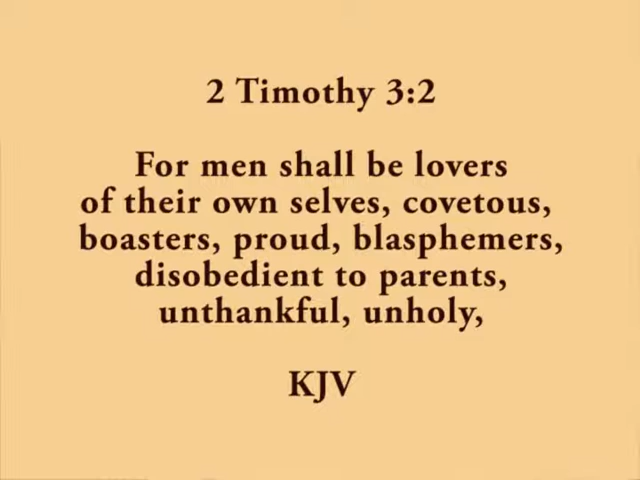 2 Timothy 3:2
For men shall be lovers
of their own selves, covetous,
boasters, proud, blasphemers,
disobedient to parents,
unthankful, unholy,
KJV